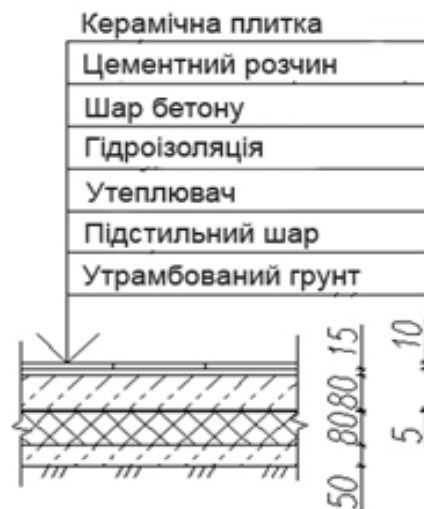 Керамічна плитка
Цементний розчин
Шар бетону
Гідроізоляція
Утеплювач
Підстильний шар
Утрамбований грунт
15
10
80
80
5
50